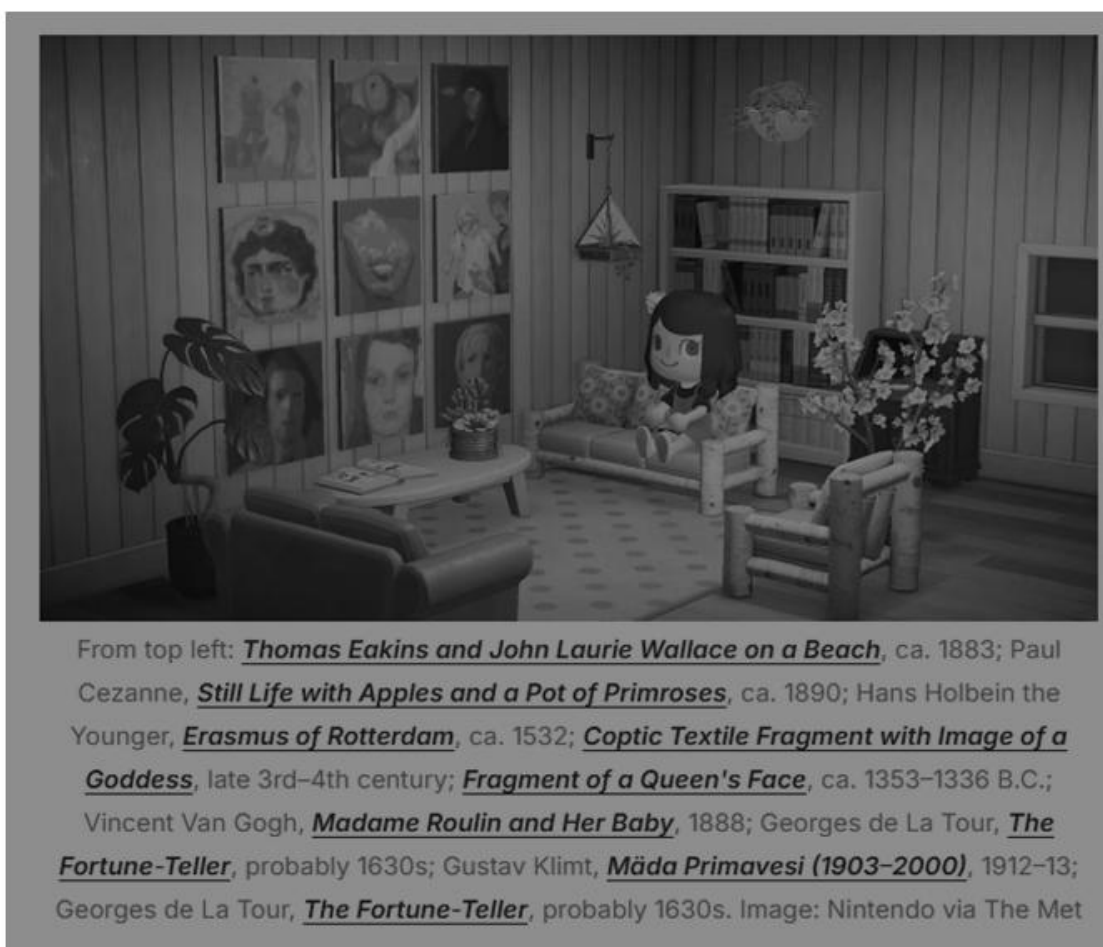 From top left: Thomas Eakins and John Laurie Wallace on a Beach, ca. 1883; Paul
Cezanne, Still Life with Apples and a Pot of Primroses, ca. 1890; Hans Holbein the
Younger, Erasmus of Rotterdam, ca. 1532; Coptic Textile Fragment with Image of a
Goddess, late 3rd–4th century; Fragment of a Queen's Face, ca. 1353–1336 B.C.;
Vincent Van Gogh, Madame Roulin and Her Baby, 1888; Georges de La Tour, The
Fortune-Teller, probably 1630s; Gustav Klimt, Mäda Primavesi (1903–2000), 1912–13;
Georges de La Tour, The Fortune-Teller, probably 1630s. Image: Nintendo via The Met